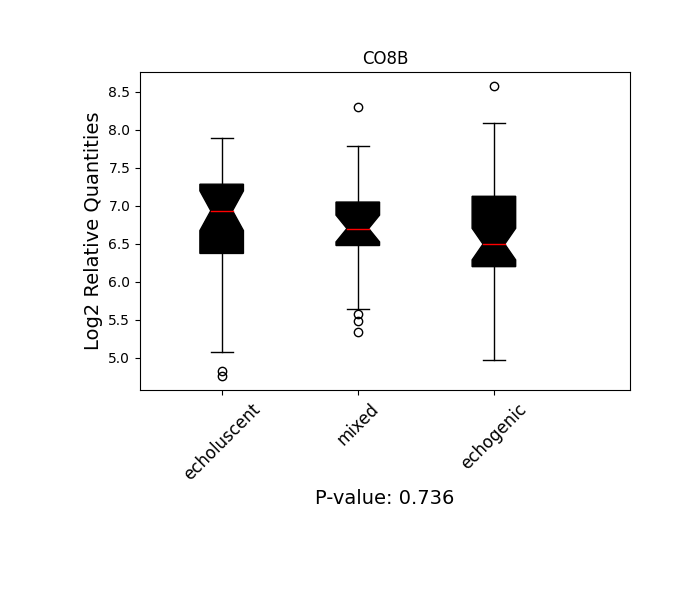 CO8B
Log2 Relative Quantities
8.5
8.0
7.5
7.0
6.5
6.0
5.5
5.0
echoluscent
mixed
echogenic
P-value: 0.736